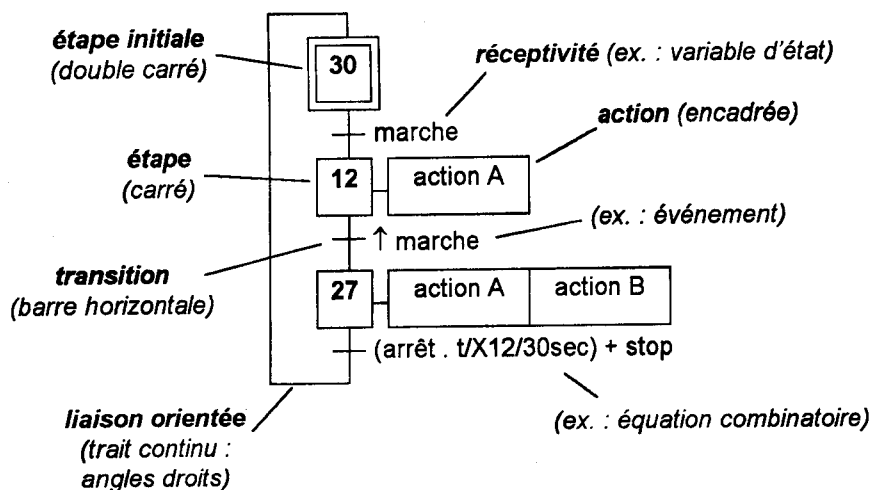 étape initiale
(double carré)
30
réceptivité (ex. : variable d'état)
marche
action (encadrée)
étape
(carré)
12
action A
(ex. : événement)
↑ marche
transition
(barre horizontale)
27
action A
action B
(arrêt . t/X12/30sec) + stop
liaison orientée
(trait continu :
angles droits)
(ex. : équation combinatoire)